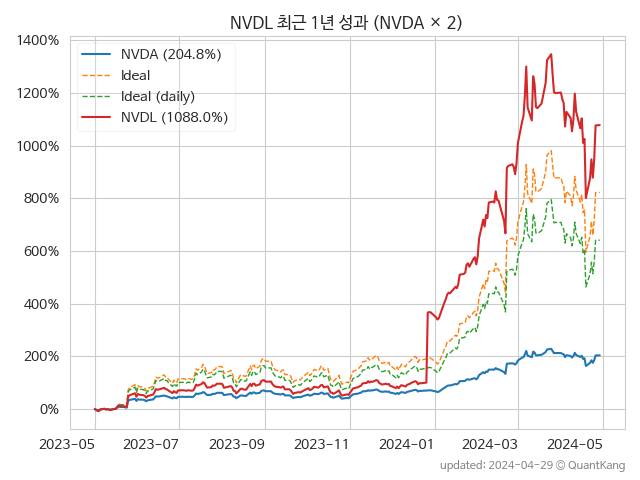 NVDL 최근 1년 성과 (NVDA × 2)
1400%
1200%
1000%
800%
600%
400%
200%
0%
NVDA (204.8%)
Ideal
Ideal (daily)
NVDL (1088.0%)
2023-05
2023-07
2023-09
2023-11
2024-01
2024-03
2024-05
updated: 2024-04-29 © QuantKang